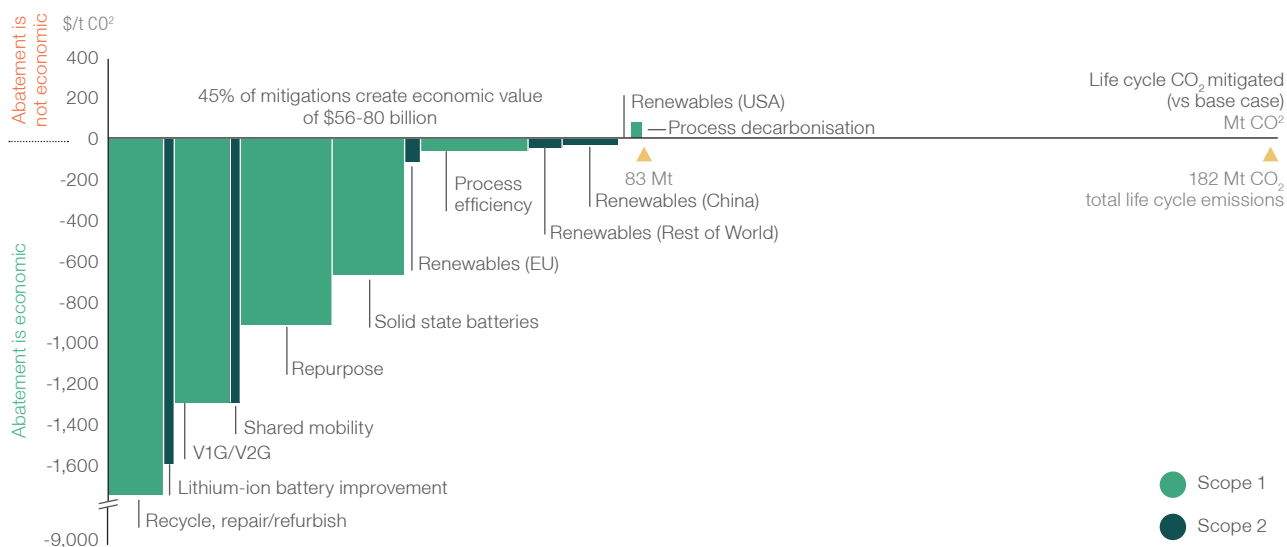 $/t CO²
Abatement is
not economic
Abatement is economic
400
200
0
-200
-400
-600
-800
-1,000
-1,200
-1,400
-1,600
-9,000
45% of mitigations create economic value
of $56-80 billion
Renewables (USA)
Process decarbonisation
Life cycle CO₂ mitigated
(vs base case)
Mt CO²
83 Mt
182 Mt CO₂
total life cycle emissions
Process
efficiency
Renewables (China)
Renewables (Rest of World)
Renewables (EU)
Solid state batteries
Repurpose
Shared mobility
V1G/V2G
Lithium-ion battery improvement
Recycle, repair/refurbish
Scope 1
Scope 2